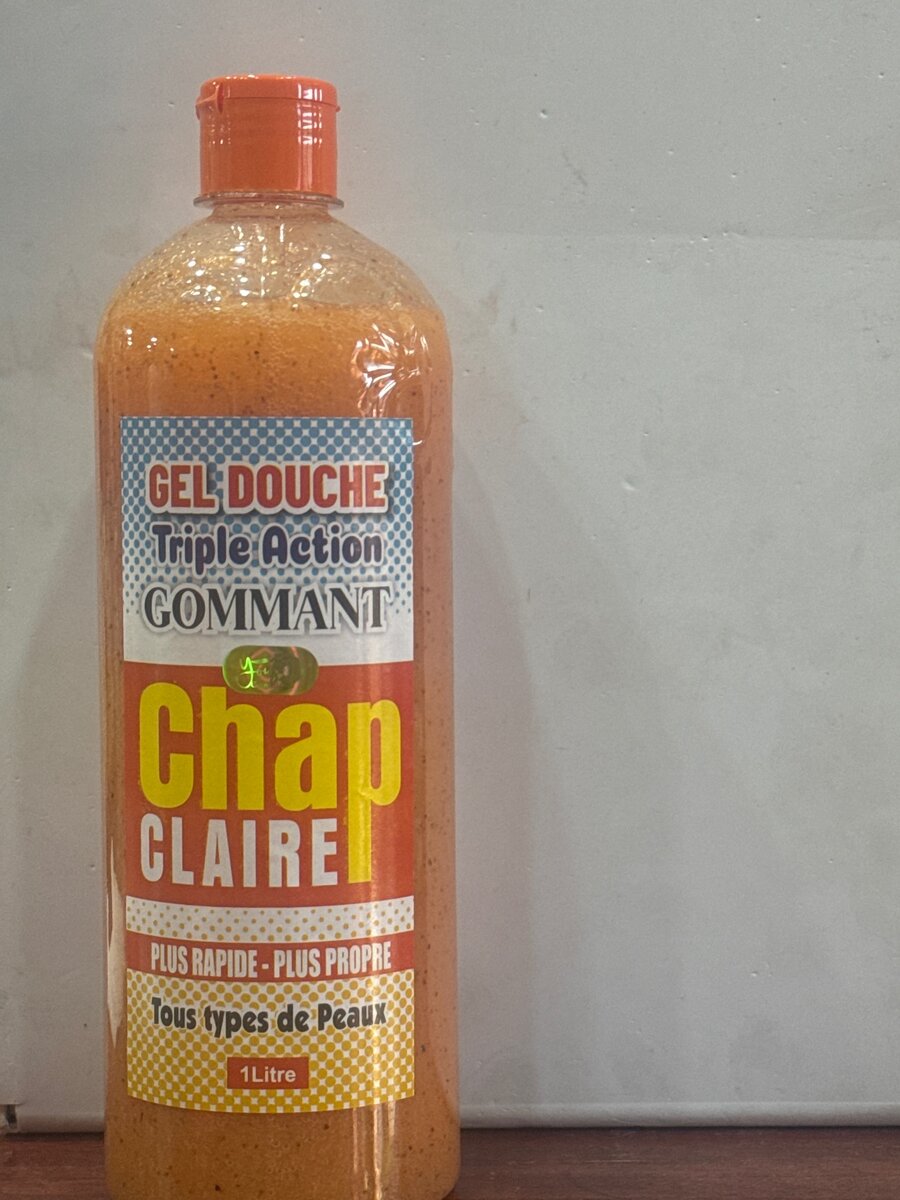 GEL DOUCHE
Triple Action
GOMMANT
Chap
CLAIRE
PLUS RAPIDE - PLUS PROPRE
Tous types de Peaux
1Litre